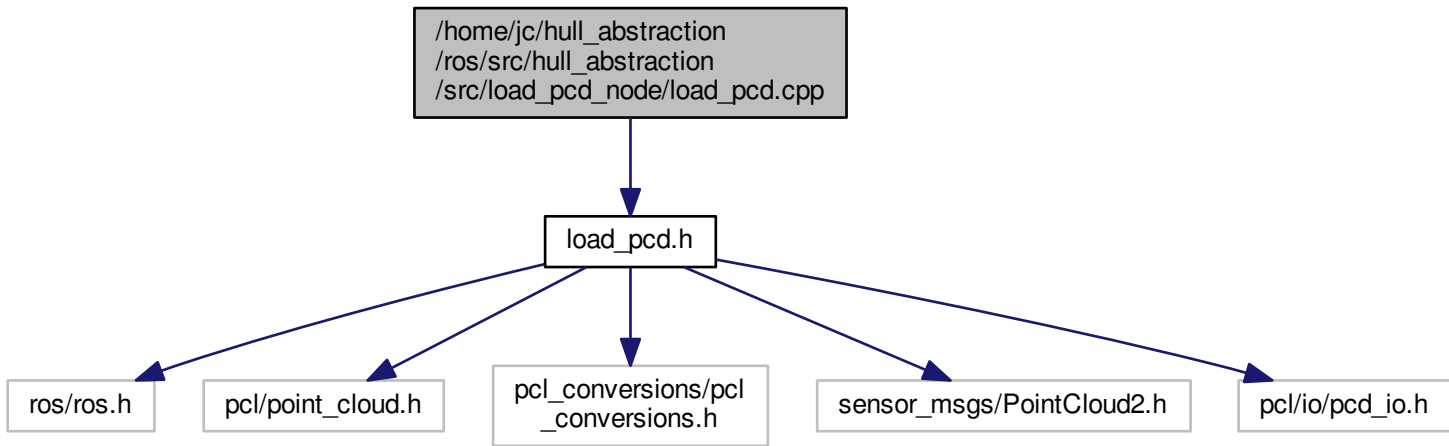 /home/jc/hull_abstraction
/ros/src/hull_abstraction
/src/load_pcd_node/load_pcd.cpp
load_pcd.h
ros/ros.h
pcl/point_cloud.h
pcl_conversions/pcl
_conversions.h
sensor_msgs/PointCloud2.h
pcl/io/pcd_io.h